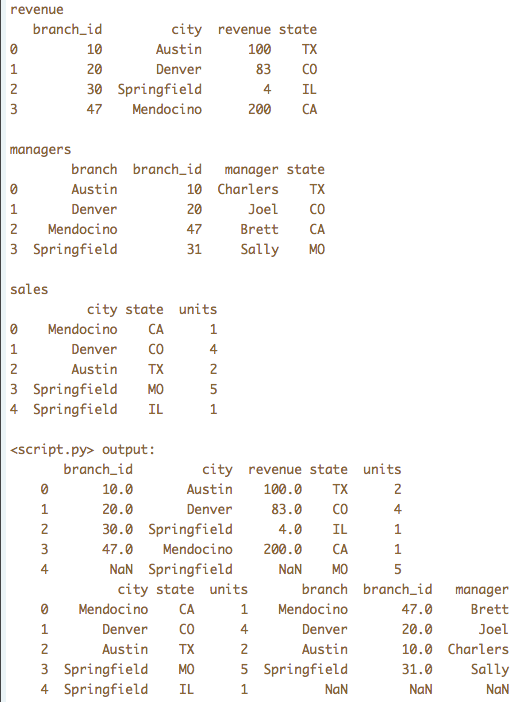 revenue
   branch_id         city  revenue state
0         10       Austin      100    TX
1         20       Denver       83    CO
2         30  Springfield        4    IL
3         47    Mendocino      200    CA

managers
        branch  branch_id   manager state
0       Austin         10  Charlers    TX
1       Denver         20      Joel    CO
2    Mendocino         47     Brett    CA
3  Springfield         31     Sally    MO

sales
          city state  units
0    Mendocino    CA      1
1       Denver    CO      4
2       Austin    TX      2
3  Springfield    MO      5
4  Springfield    IL      1

<script.py> output:
       branch_id         city  revenue state  units
    0       10.0       Austin    100.0    TX      2
    1       20.0       Denver     83.0    CO      4
    2       30.0  Springfield      4.0    IL      1
    3       47.0    Mendocino    200.0    CA      1
    4        NaN  Springfield      NaN    MO      5
              city state  units       branch  branch_id   manager
    0    Mendocino    CA      1    Mendocino       47.0     Brett
    1       Denver    CO      4       Denver       20.0      Joel
    2       Austin    TX      2       Austin       10.0  Charlers
    3  Springfield    MO      5  Springfield       31.0     Sally
    4  Springfield    IL      1          NaN        NaN       NaN